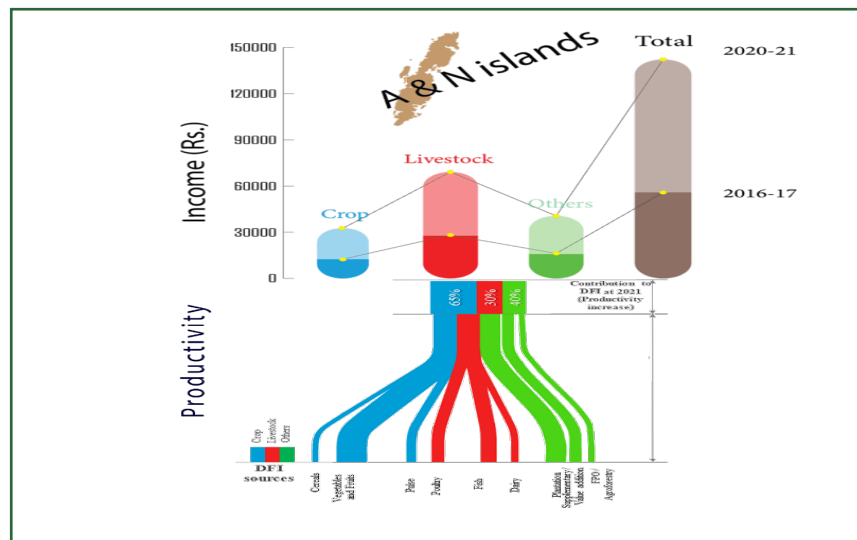 150000
120000
90000
60000
30000
0
Income (Rs.)
A & N islands
Total
2020-21
2016-17
Livestock
Crop
Others
Productivity
65%
30%
40%
Contribution to
DFI at 2021
(Productivity
increase)
Crop
Livestock
Others
DFI
sources
Cereals
Vegetables
and Fruits
Pulse
Poultry
Fish
Dairy
Plantation
Supplementary/
Value addition
FPO/
Agroforestry